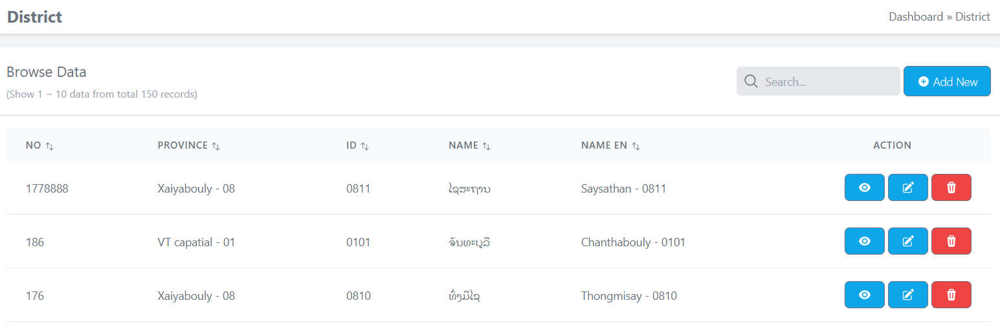 District
Dashboard » District
Browse Data
(Show 1 ~ 10 data from total 150 records)
Search...
Add New
NO PROVINCE ID NAME NAME EN ACTION
1778888 Xaiyabouly - 08 0811 ໄຊສະຖານ Saysathan - 0811
186 VT capatial - 01 0101 ຈັນທະບູລີ Chanthabouly - 0101
176 Xaiyabouly - 08 0810 ທົ່ງມີໄຊ Thongmisay - 0810